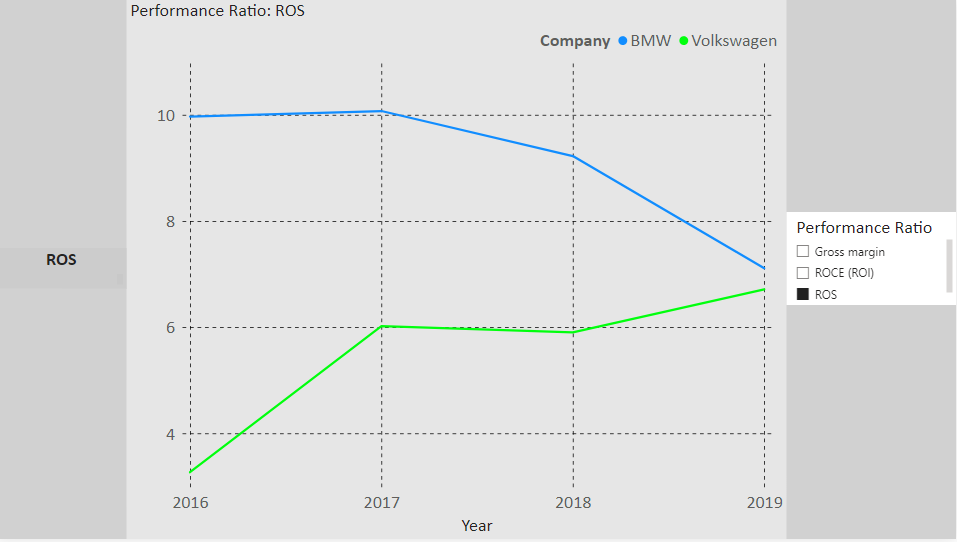 Performance Ratio: ROS
Company BMW Volkswagen
10
8
6
4
2016 2017 2018 2019
Year
ROS
Performance Ratio
Gross margin
ROCE (ROI)
ROS